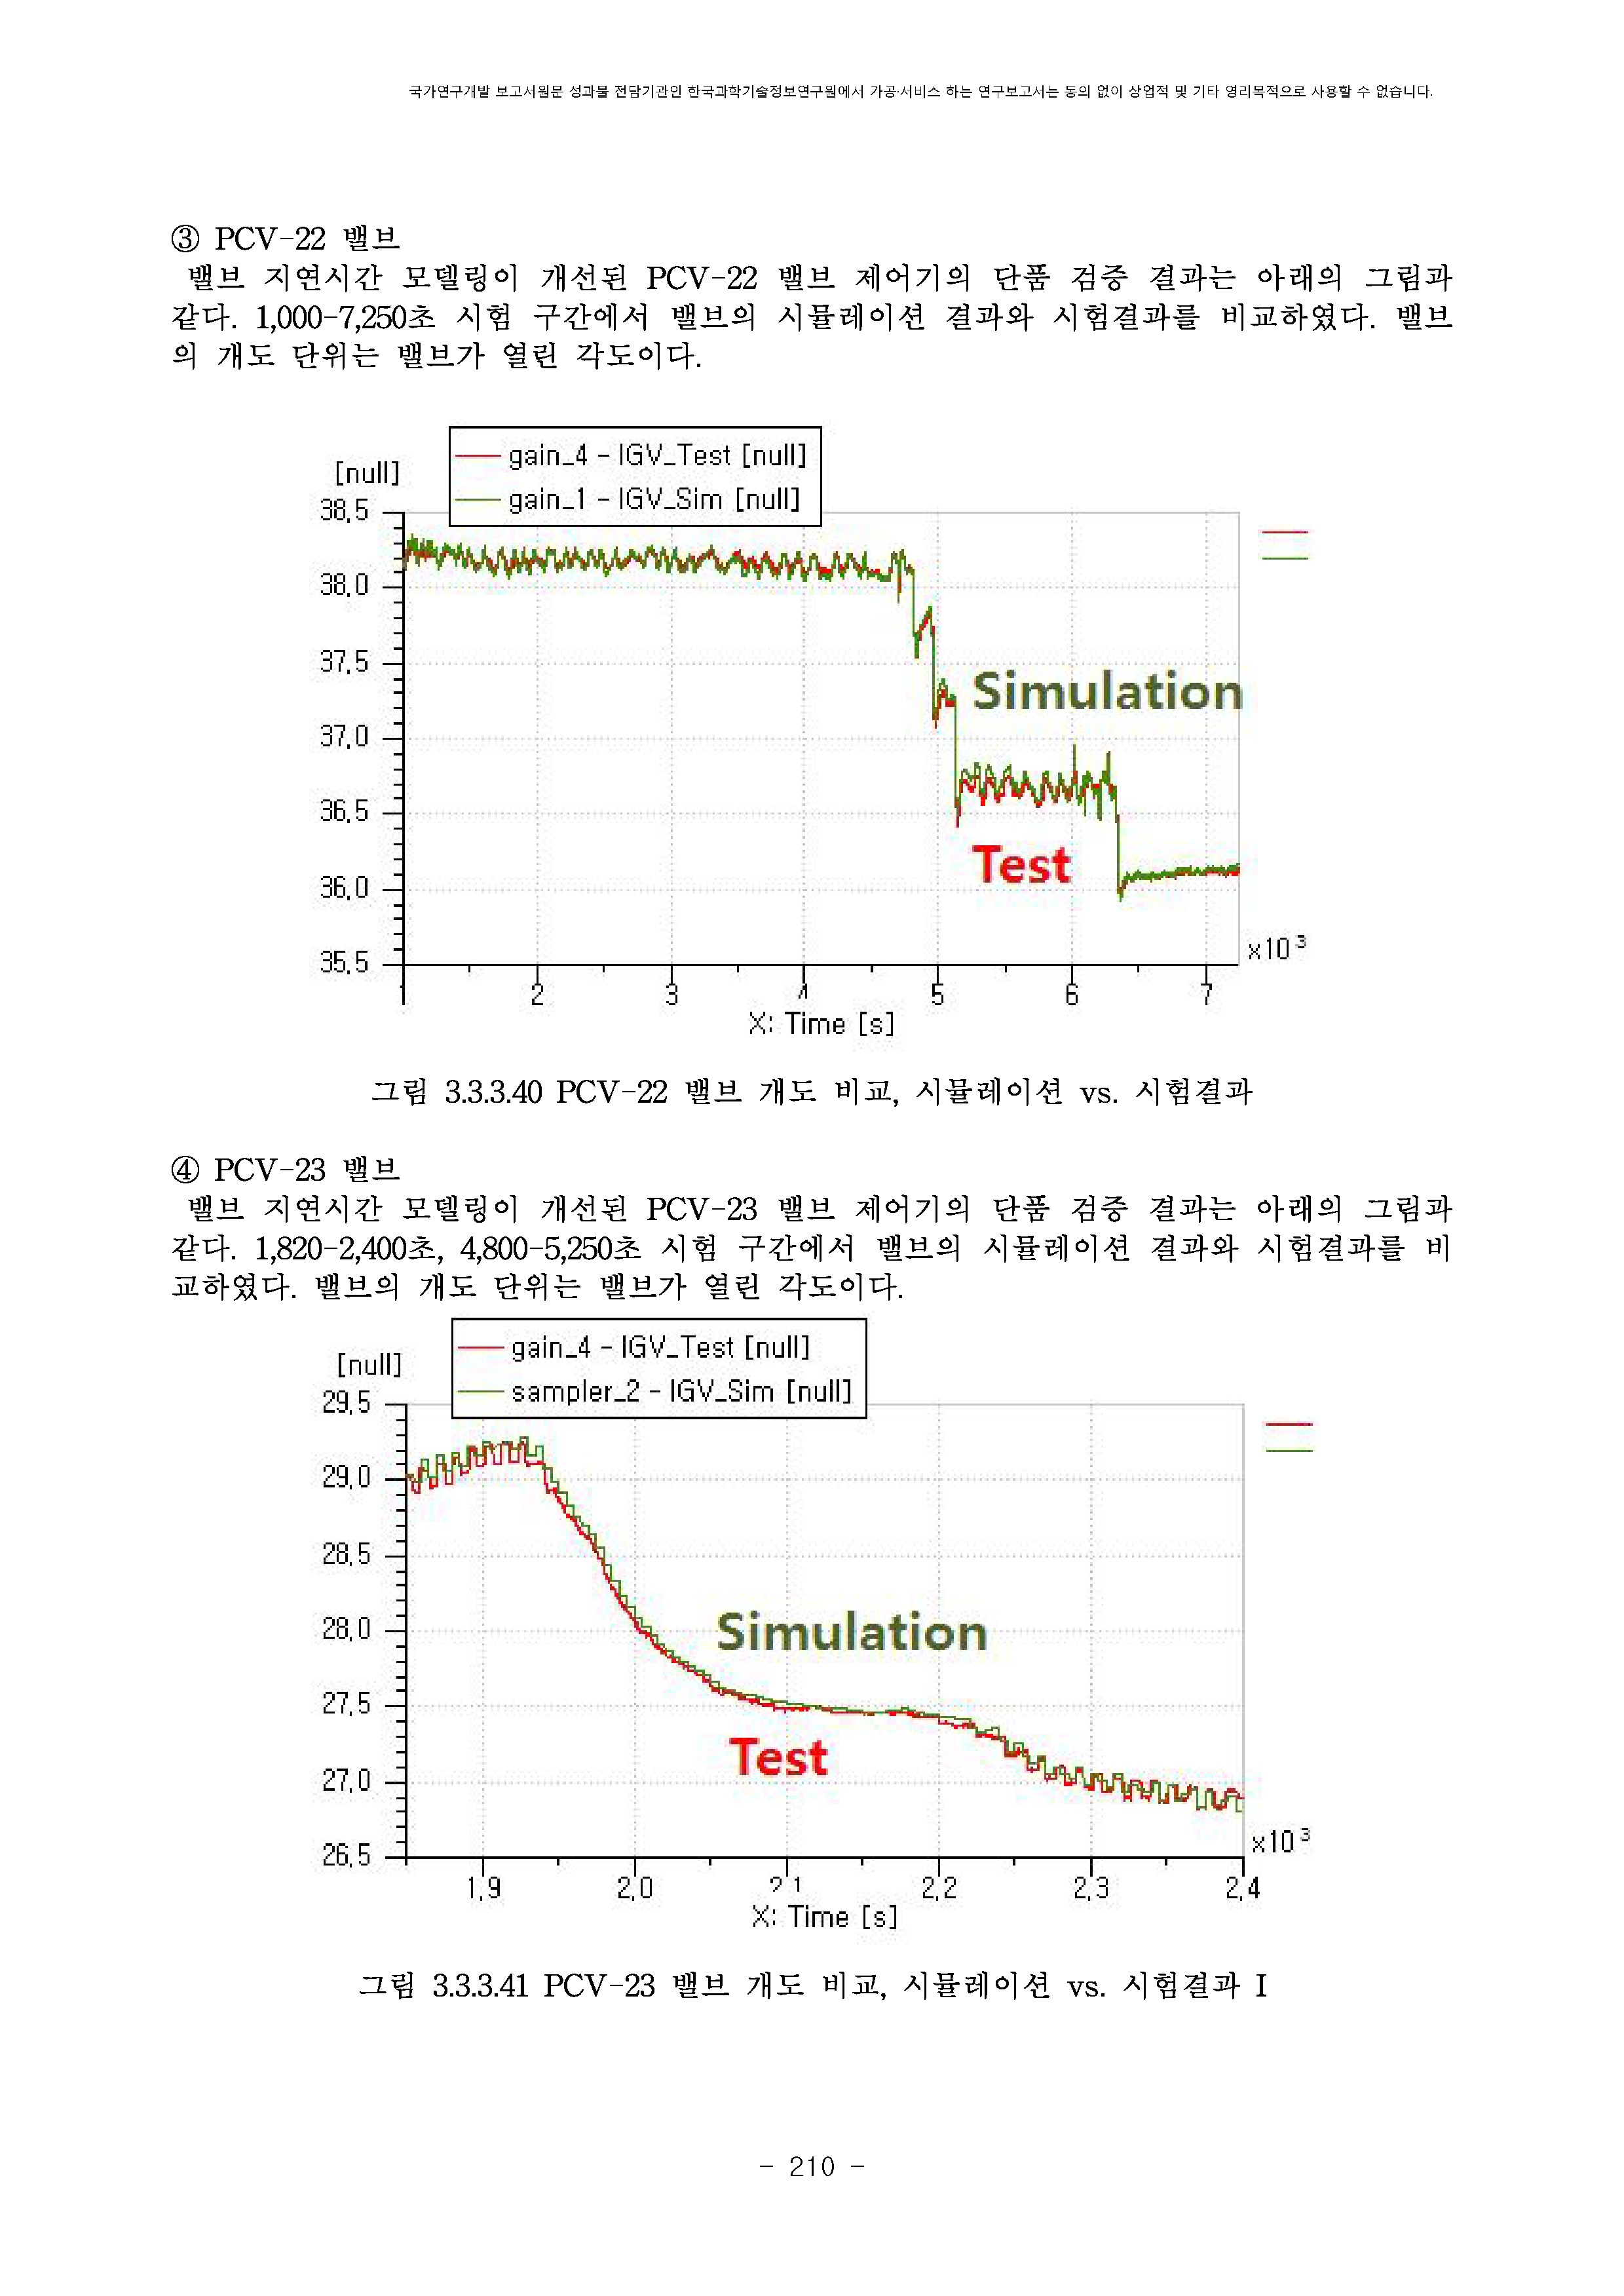 국가연구개발 보고서원문 성과물 전담기관인 한국과학기술정보연구원에서 가공·서비스 하는 연구보고서는 동의 없이 상업적 및 기타 영리목적으로 사용할 수 없습니다.
③ PCV-22 밸브
밸브 지연시간 모델링이 개선된 PCV-22 밸브 제어기의 단품 검증 결과는 아래의 그림과
같다. 1,000-7,250초 시험 구간에서 밸브의 시뮬레이션 결과와 시험결과를 비교하였다. 밸브
의 개도 단위는 밸브가 열린 각도이다.
gain_4 - IGV_Test [null]
[null]
gain_1 - IGV_Sim [null]
38,5
38,0
37,5
Simulation
37,0
36,5
Test
36,0
x10 3
35,5
2 3 4 5 6 7
X: Time [s]
그림 3.3.3.40 PCV-22 밸브 개도 비교, 시뮬레이션 vs. 시험결과
④ PCV-23 밸브
밸브 지연시간 모델링이 개선된 PCV-23 밸브 제어기의 단품 검증 결과는 아래의 그림과
같다. 1,820-2,400초, 4,800-5,250초 시험 구간에서 밸브의 시뮬레이션 결과와 시험결과를 비
교하였다. 밸브의 개도 단위는 밸브가 열린 각도이다.
gain_4 - IGV_Test [null]
[null]
sampler_2 - IGV_Sim [null]
29,5
29,0
28,5
28,0
Simulation
27,5
Test
27,0
x10 3
26,5
1,9 2,0 2,1 2,2 2,3 2,4
X: Time [s]
그림 3.3.3.41 PCV-23 밸브 개도 비교, 시뮬레이션 vs. 시험결과 I
- 210 -